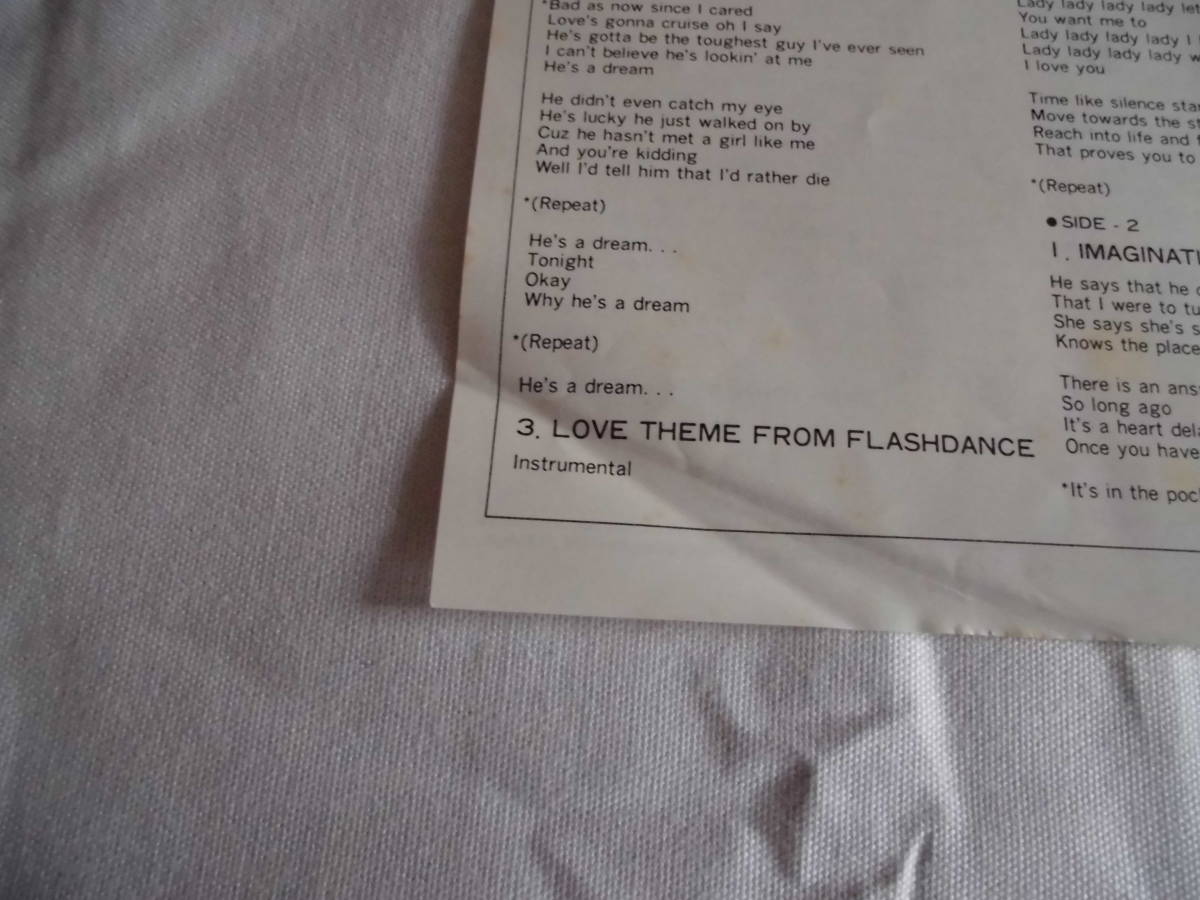 *Bad as now since I cared
Love's gonna cruise oh I say
He's gotta be the toughest guy I've ever seen
I can't believe he's lookin' at me
He's a dream
He didn't even catch my eye
He's lucky he just walked on by
Cuz he hasn't met a girl like me
And you're kidding
Well I'd tell him that I'd rather die
*(Repeat)
He's a dream. . .
Tonight
Okay
Why he's a dream
*(Repeat)
He's a dream. . .
3. LOVE THEME FROM FLASHDANCE
Instrumental
Lady lady lady lady let
You want me to
Lady lady lady lady I
Lady lady lady lady
I love you
Time like silence
Move towards the
Reach into life and
That proves you to
*(Repeat)
●SIDE - 2
1. IMAGINATI
He says that he
That I were to
She says she's
Knows the place
There is an
So long ago
It's a heart
Once you have
*It's in the